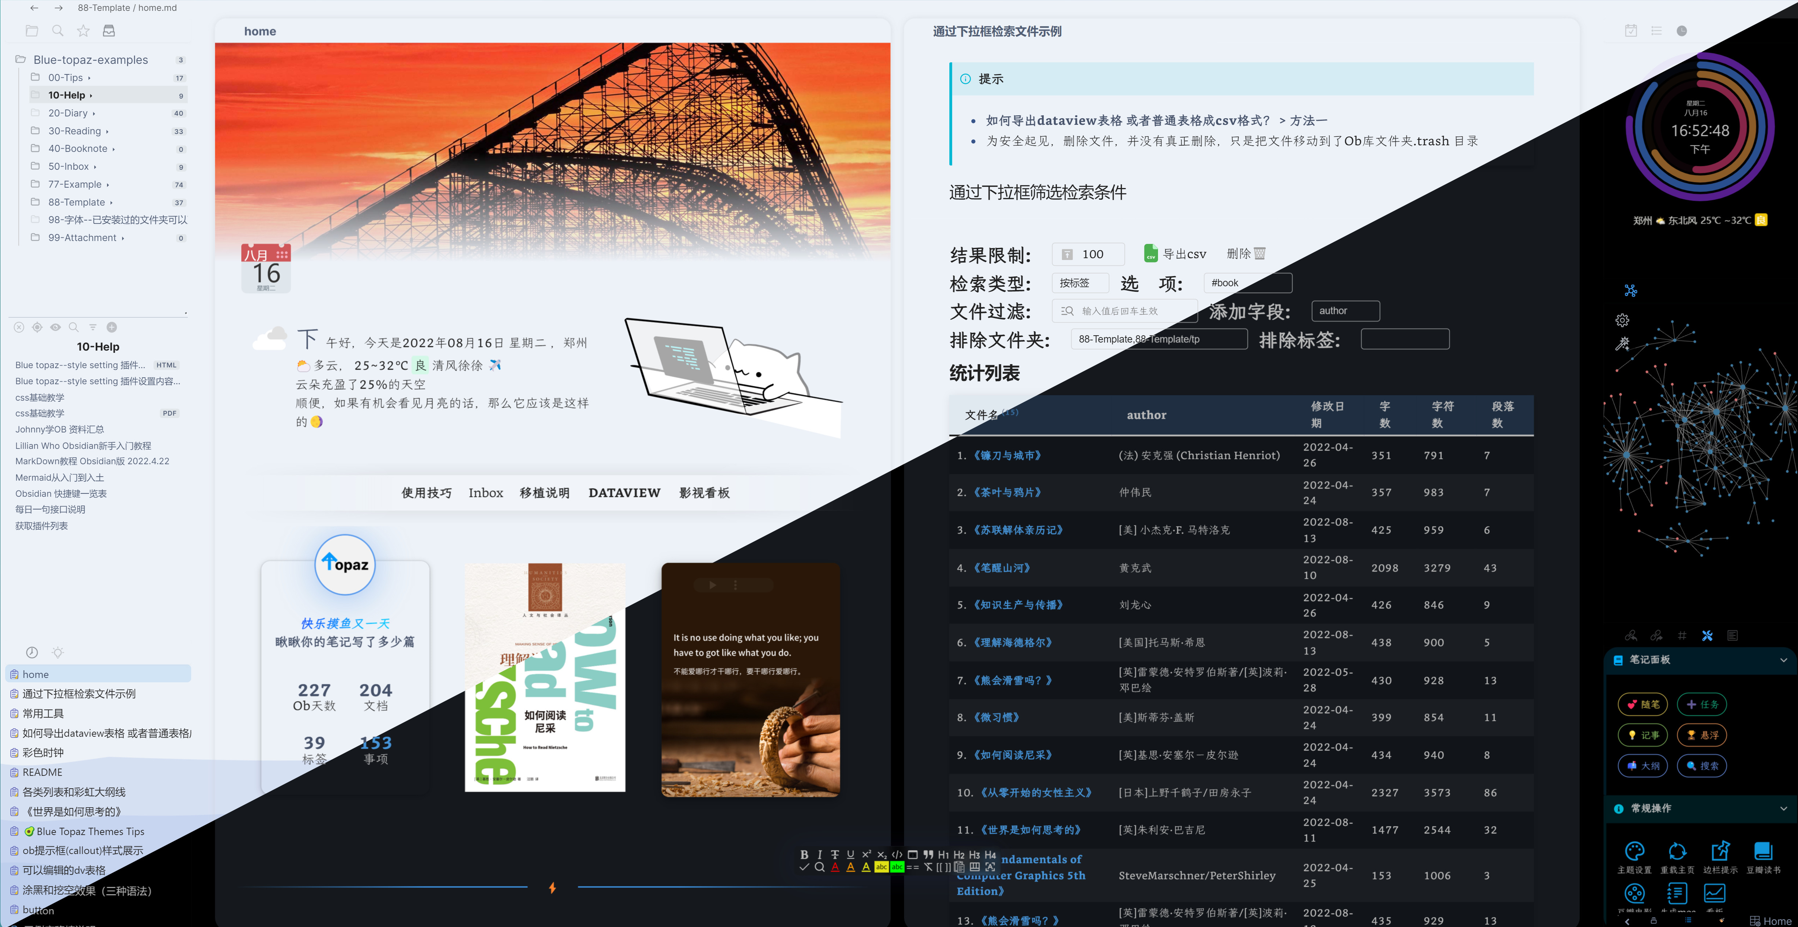 88-Template / home.md
Blue-topaz-examples 3
00-Tips 17
10-Help 9
20-Diary 40
30-Reading 33
40-Booknote 0
50-Inbox 9
77-Example 74
88-Template 37
98-字体--已安装过的文件夹可以
99-Attachment 0
10-Help
Blue topaz--style setting 插件... HTML
Blue topaz--style setting 插件设置内容...
css基础教学
css基础教学 PDF
Johnny学OB 资料汇总
Lillian Who Obsidian新手入门教程
MarkDown教程 Obsidian版 2022.4.22
Mermaid从入门到入土
Obsidian 快捷键一览表
每日一句接口说明
获取插件列表
home
通过下拉框检索文件示例
常用工具
如何导出dataview表格 或者普通表格
彩色时钟
README
各类列表和彩虹大纲线
《世界是如何思考的》
🥑Blue Topaz Themes Tips
ob提示框(callout)样式展示
可以编辑的dv表格
涂黑和挖空效果（三种语法）
button
home
八月
16
星期二
下 午好，今天是2022年08月16日 星期二 ，郑州
⛅多云，25~32℃ 良 清风徐徐
云朵充盈了25%的天空
顺便，如果有机会看见月亮的话，那么它应该是这样
的
使用技巧 Inbox 移植说明 DATAVIEW 影视看板
Topaz
快乐摸鱼又一天
瞅瞅你的笔记写了多少篇
227 204
Ob天数 文档
39 153
标签 事项
HUMANITIES
SOCIETY
人文与社会译丛
如何阅读
尼采
How to Read Nietzsche
It is no use doing what you like; you
have to got like what you do.
不能爱哪行才干哪行，要干哪行爱哪行。
通过下拉框检索文件示例
提示
如何导出dataview表格 或者普通表格成csv格式？ > 方法一
为安全起见，删除文件，并没有真正删除，只是把文件移动到了Ob库文件夹.trash 目录
通过下拉框筛选检索条件
结果限制： 100 导出csv 删除
检索类型： 按标签 选 项： #book
文件过滤： 输入值后回车生效 添加字段： author
排除文件夹： 88-Template,88-Template/tp 排除标签：
统计列表
文件名(15) author 修改日期 字数 字符数 段落数
1. 《镰刀与城市》 (法) 安克强 (Christian Henriot) 2022-04-26 351 791 7
2. 《茶叶与鸦片》 仲伟民 2022-04-24 357 983 7
3. 《苏联解体亲历记》 [美] 小杰克·F. 马特洛克 2022-08-13 425 959 6
4. 《笔醒山河》 黄克武 2022-08-10 2098 3279 43
5. 《知识生产与传播》 刘龙心 2022-04-26 426 846 9
6. 《理解海德格尔》 [美国]托马斯·希恩 2022-08-13 438 900 5
7. 《熊会滑雪吗？》 [英]雷蒙德·安特罗伯斯著/[英]波莉·邓巴绘 2022-05-28 430 928 13
8. 《微习惯》 [美]斯蒂芬·盖斯 2022-04-24 399 854 11
9. 《如何阅读尼采》 [英]基思·安塞尔－皮尔逊 2022-04-24 434 940 8
10. 《从零开始的女性主义》 [日本]上野千鹤子/田房永子 2022-04-24 2327 3573 86
11. 《世界是如何思考的》 [英]朱利安·巴吉尼 2022-08-11 1477 2544 32
ndamentals of Computer Graphics 5th Edition》 SteveMarschner/PeterShirley 2022-04-25 153 1006 3
13. 《熊会滑雪吗？》 [英]雷蒙德·安特罗伯斯著/[英]波莉· 2022-08- 435 929 13
B I T U X² X₂ H1 H2 H3 H4
星期二
八月16
16:52:48
下午
郑州 东北风 25℃ ~32℃ 良
笔记面板
随笔 任务
记事 悬浮
大纲 搜索
常规操作
主题设置 重载主页 边栏提示 豆瓣读书
Home